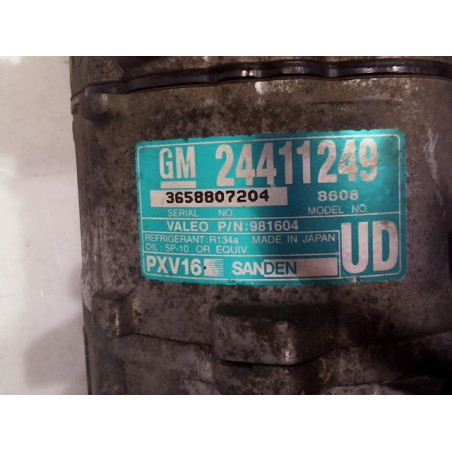 GM 24411249
3658807204 8608
SERIAL NO. MODEL NO.
VALEO P/N:981604
REFRIGERANT:R134a MADE IN JAPAN
OIL: SP-10 OR EQUIV.
PXV16 SANDEN UD